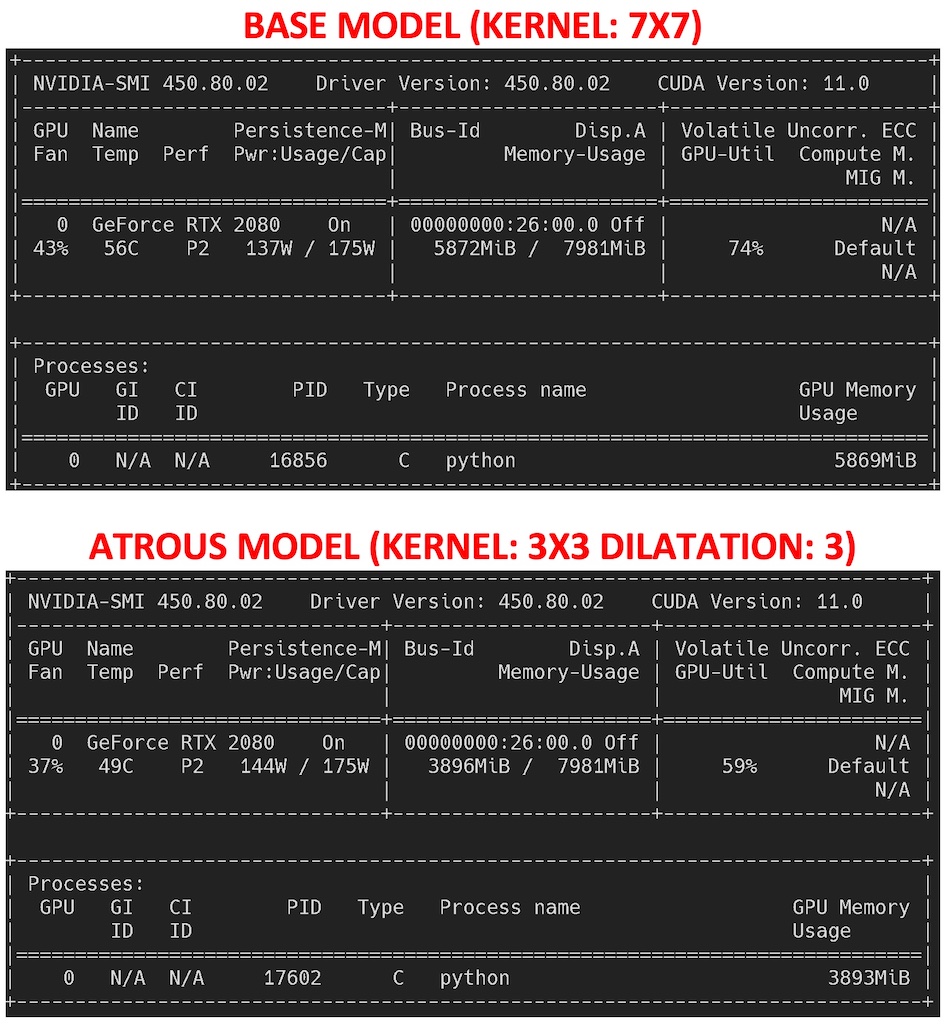 BASE MODEL (KERNEL: 7X7)
NVIDIA-SMI 450.80.02    Driver Version: 450.80.02    CUDA Version: 11.0
GPU  Name        Persistence-M| Bus-Id        Disp.A | Volatile Uncorr. ECC
Fan  Temp  Perf  Pwr:Usage/Cap|         Memory-Usage | GPU-Util  Compute M.
MIG M.
0  GeForce RTX 2080    On | 00000000:26:00.0 Off | N/A
43%   56C    P2   137W / 175W | 5872MiB /  7981MiB | 74%      Default
N/A
Processes:
GPU   GI   CI        PID   Type   Process name                  GPU Memory
ID   ID                                                   Usage
0   N/A  N/A     16856      C   python                           5869MiB
ATROUS MODEL (KERNEL: 3X3 DILATATION: 3)
NVIDIA-SMI 450.80.02    Driver Version: 450.80.02    CUDA Version: 11.0
GPU  Name        Persistence-M| Bus-Id        Disp.A | Volatile Uncorr. ECC
Fan  Temp  Perf  Pwr:Usage/Cap|         Memory-Usage | GPU-Util  Compute M.
MIG M.
0  GeForce RTX 2080    On | 00000000:26:00.0 Off | N/A
37%   49C    P2   144W / 175W | 3896MiB /  7981MiB | 59%      Default
N/A
Processes:
GPU   GI   CI        PID   Type   Process name                  GPU Memory
ID   ID                                                   Usage
0   N/A  N/A     17602      C   python                           3893MiB